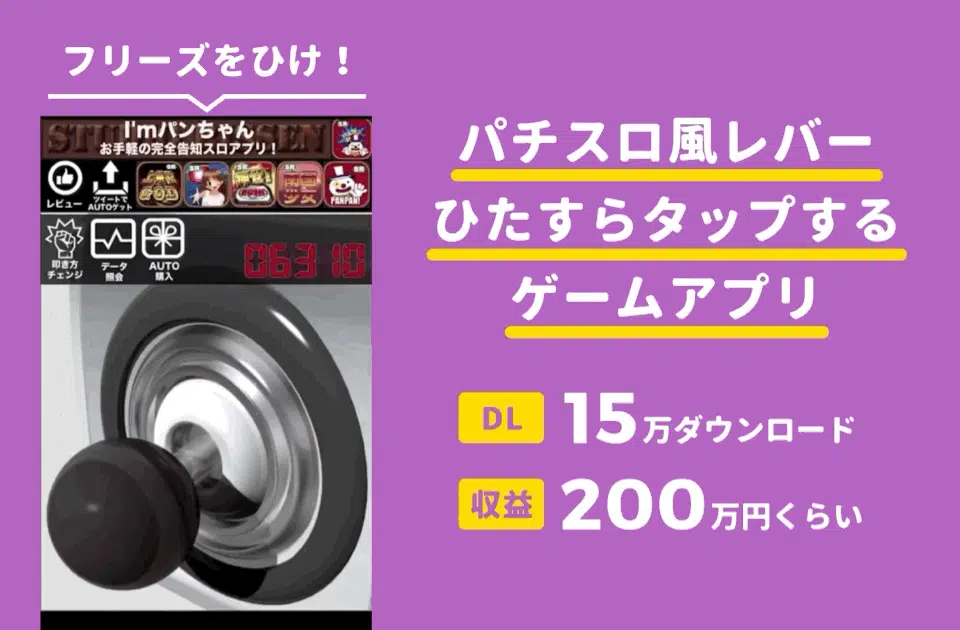 フリーズをひけ！
I'mパンちゃん
お手軽の完全告知スロアプリ！
レビュー
ツイートで
AUTOゲット
PANPAN!
叩き方
チェンジ
データ
照会
AUTO
購入
06310
パチスロ風レバー
ひたすらタップする
ゲームアプリ
DL 15万ダウンロード
収益 200万円くらい